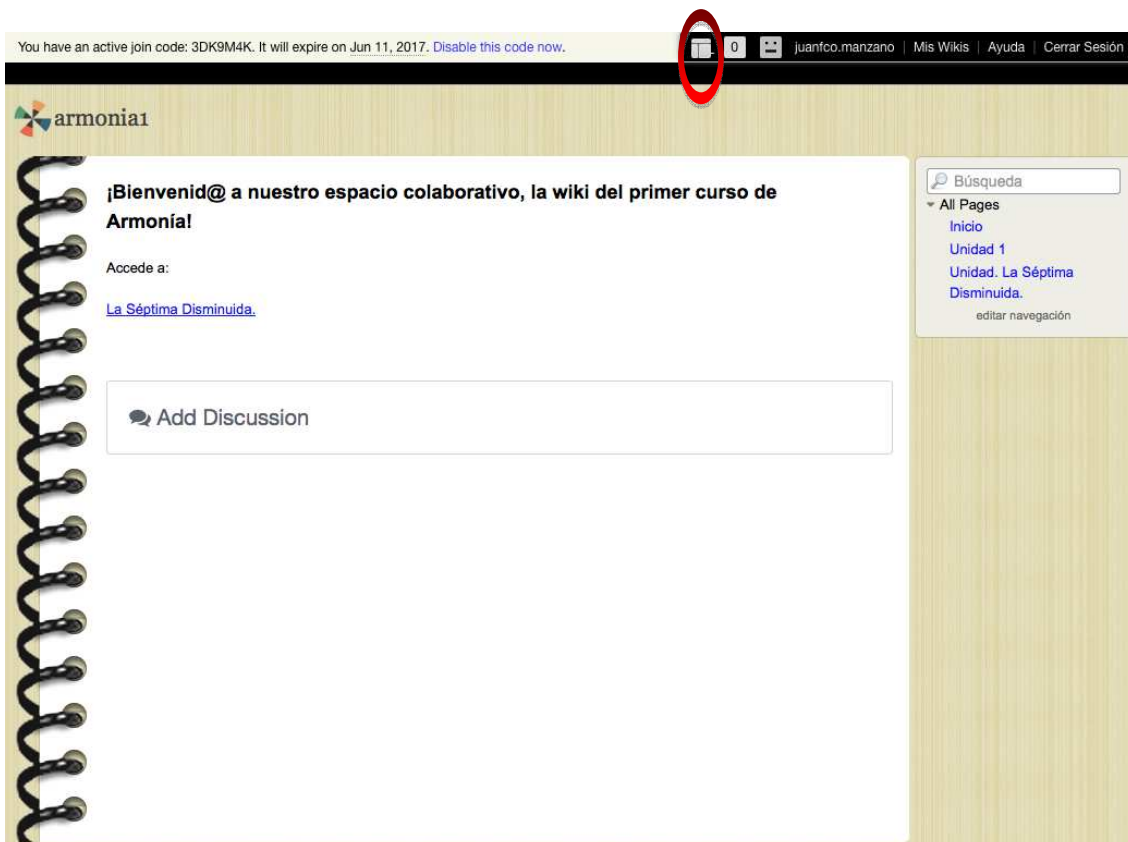 You have an active join code: 3DK9M4K. It will expire on Jun 11, 2017. Disable this code now.
0 juanfco.manzano | Mis Wikis | Ayuda | Cerrar Sesión
armonia1
¡Bienvenid@ a nuestro espacio colaborativo, la wiki del primer curso de
Armonía!
Accede a:
La Séptima Disminuida.
Add Discussion
Búsqueda
All Pages
Inicio
Unidad 1
Unidad. La Séptima
Disminuida.
editar navegación